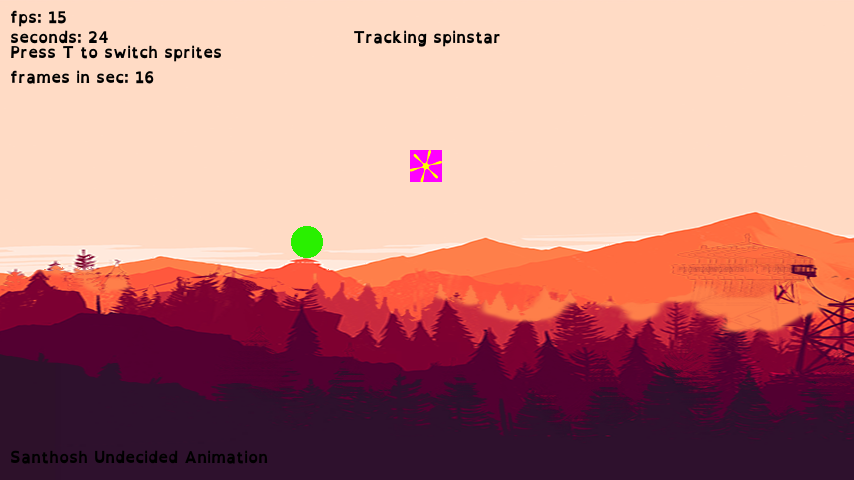 fps: 15
seconds: 24
Press T to switch sprites
frames in sec: 16
Tracking spinstar
Santhosh Undecided Animation